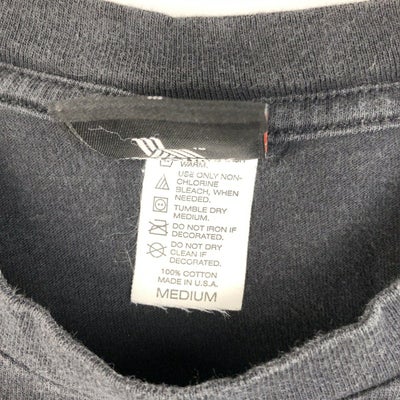 WARM.
USE ONLY NON-
CHLORINE
BLEACH, WHEN
NEEDED.
TUMBLE DRY
MEDIUM.
DO NOT IRON IF
DECORATED.
DO NOT DRY
CLEAN IF
DECORATED.
100% COTTON
MADE IN U.S.A.
MEDIUM